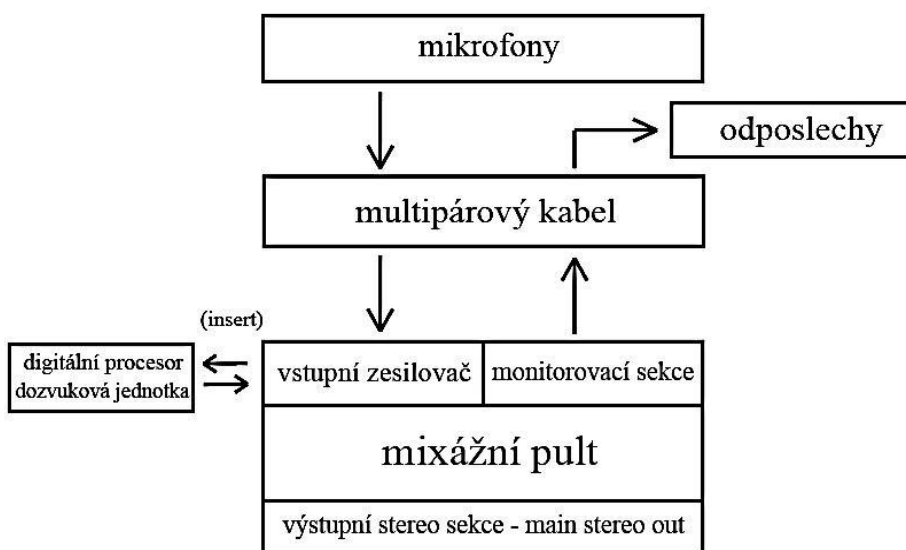 mikrofony
odposlechy
multipárový kabel
(insert)
digitální procesor
dozvuková jednotka
vstupní zesilovač
monitorovací sekce
mixážní pult
výstupní stereo sekce - main stereo out